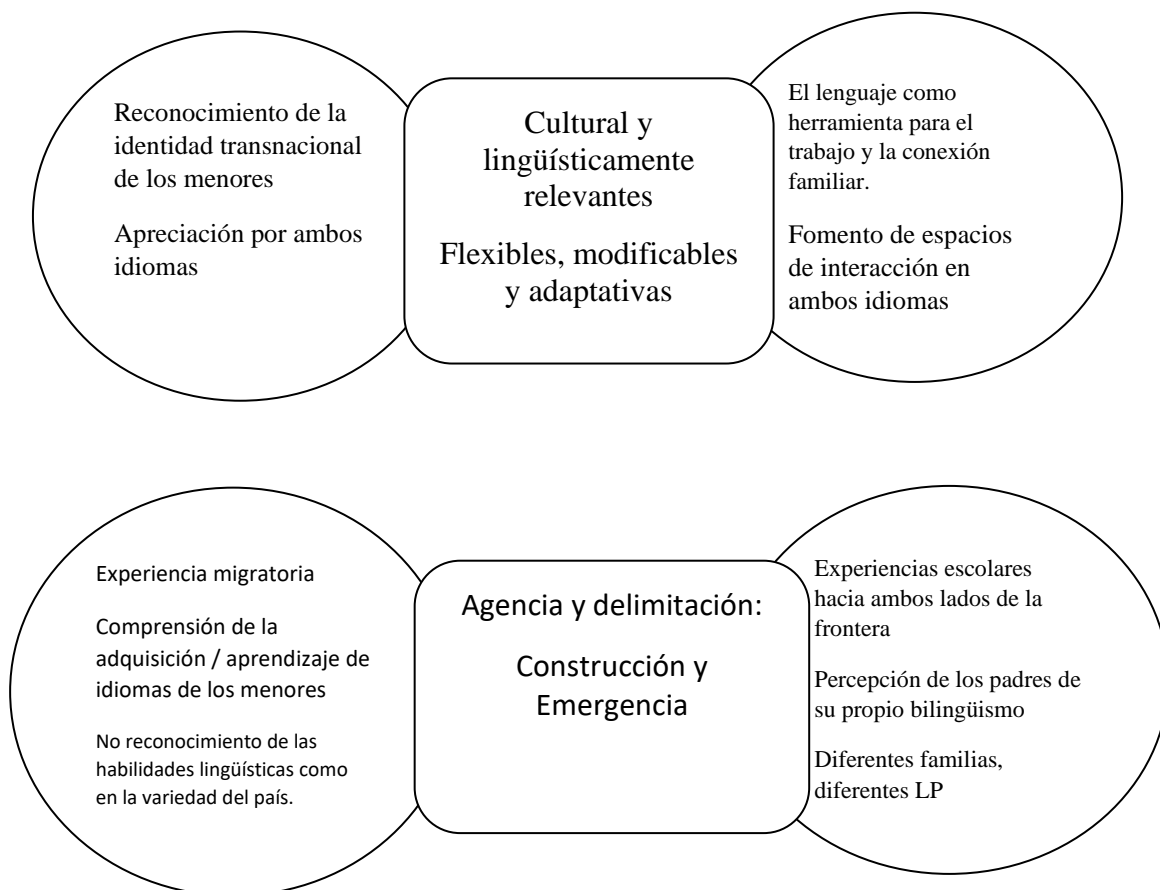 Reconocimiento de la
identidad transnacional
de los menores
Apreciación por ambos
idiomas
Cultural y
lingüísticamente
relevantes
Flexibles, modificables
y adaptativas
El lenguaje como
herramienta para el
trabajo y la conexión
familiar.
Fomento de espacios
de interacción en
ambos idiomas
Experiencia migratoria
Comprensión de la
adquisición / aprendizaje de
idiomas de los menores
No reconocimiento de las
habilidades lingüísticas como
en la variedad del país.
Agencia y delimitación:
Construcción y
Emergencia
Experiencias escolares
hacia ambos lados de la
frontera
Percepción de los padres de
su propio bilingüismo
Diferentes familias,
diferentes LP